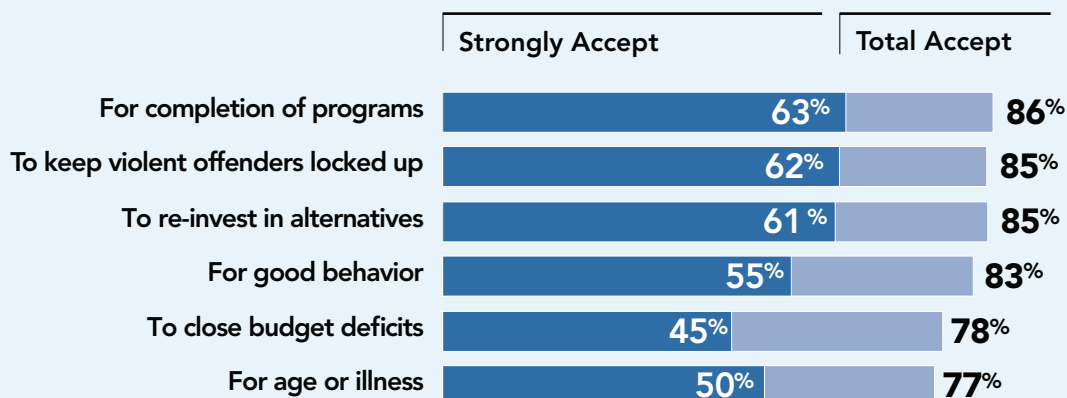 Strongly Accept Total Accept
For completion of programs 63% 86%
To keep violent offenders locked up 62% 85%
To re-invest in alternatives 61 % 85%
For good behavior 55% 83%
To close budget deficits 45% 78%
For age or illness 50% 77%